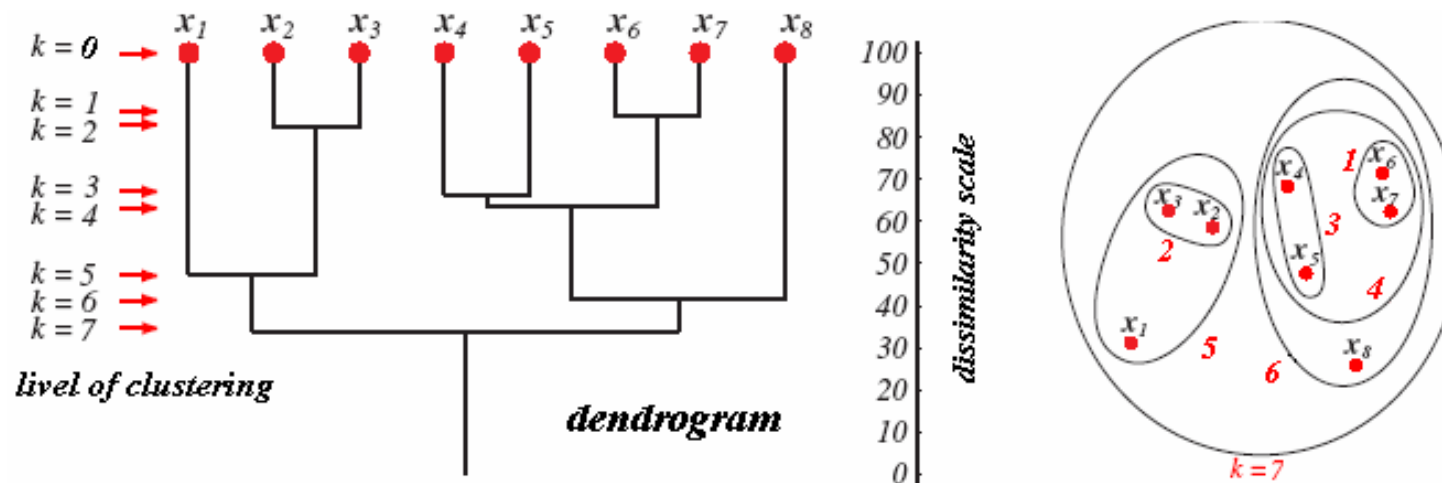 x1 x2 x3 x4 x5 x6 x7 x8
k = 0
k = 1
k = 2
k = 3
k = 4
k = 5
k = 6
k = 7
livel of clustering
dendrogram
100
90
80
70
60
50
40
30
20
10
0
dissimilarity scale
x3 x2
2
x1
5
x4
x5
3
1
x6
x7
4
6
x8
k = 7